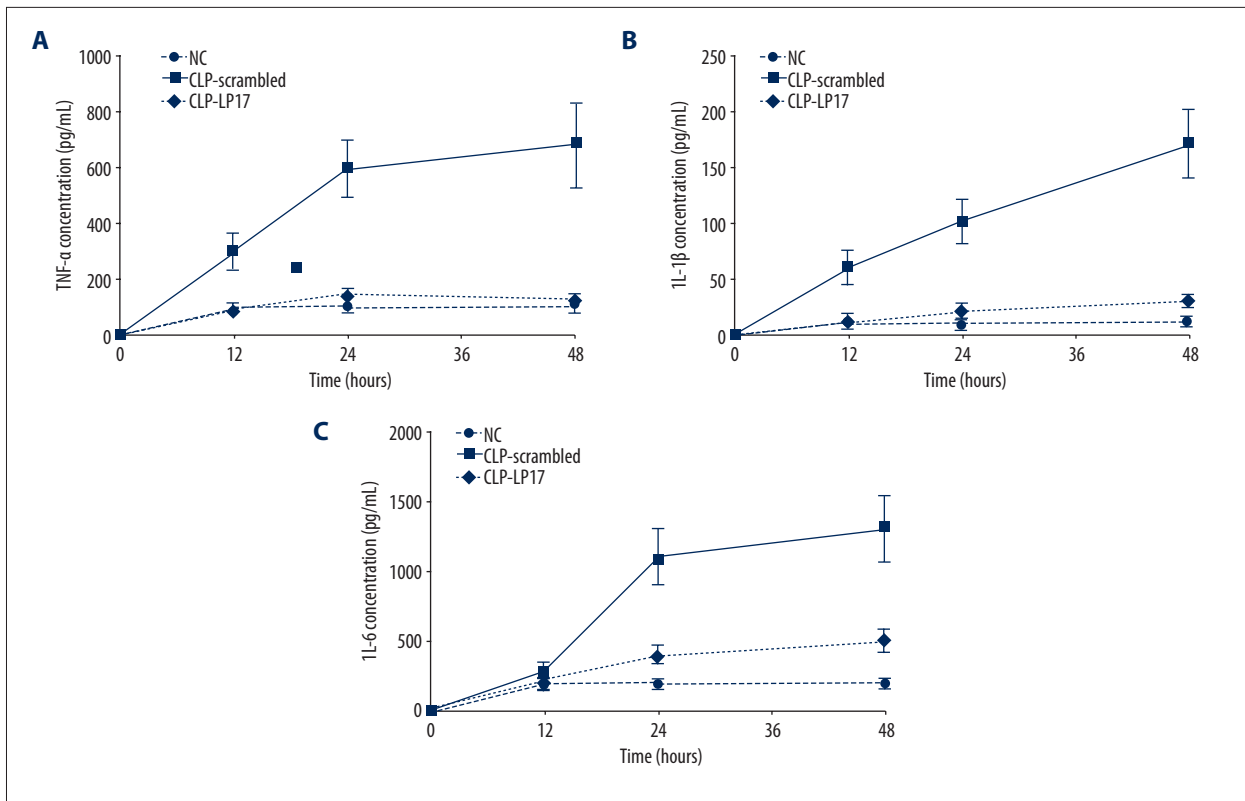 A
NC
CLP-scrambled
CLP-LP17
TNF-α concentration (pg/mL)
1000
800
600
400
200
0
0 12 24 36 48
Time (hours)
B
NC
CLP-scrambled
CLP-LP17
1L-1β concentration (pg/mL)
250
200
150
100
50
0
0 12 24 36 48
Time (hours)
C
NC
CLP-scrambled
CLP-LP17
1L-6 concentration (pg/mL)
2000
1500
1000
500
0
0 12 24 36 48
Time (hours)